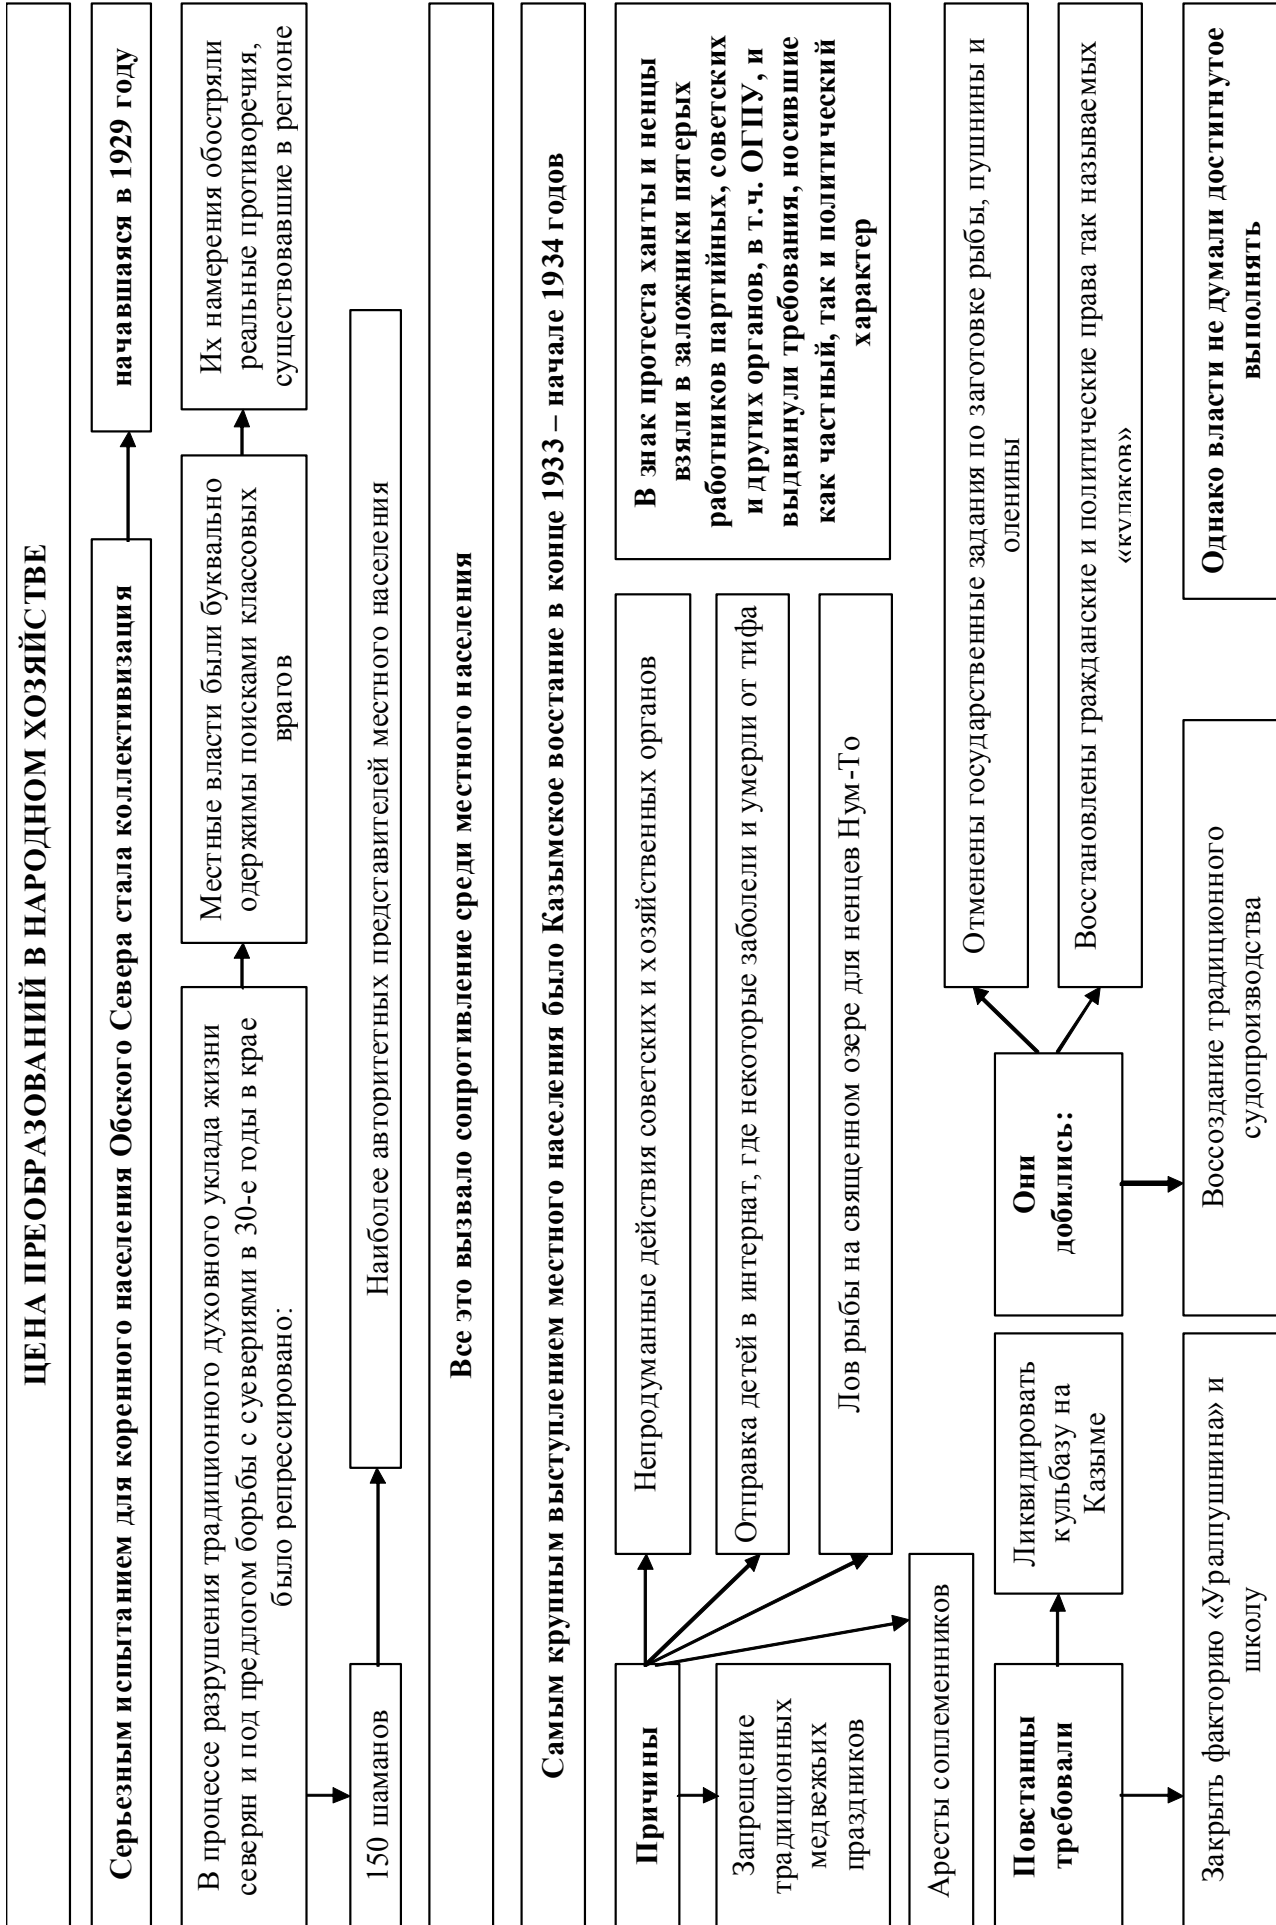 ЦЕНА ПРЕОБРАЗОВАНИЙ В НАРОДНОМ ХОЗЯЙСТВЕ
Серьезным испытанием для коренного населения Обского Севера стала коллективизация
начавшаяся в 1929 году
В процессе разрушения традиционного духовного уклада жизни
северян и под предлогом борьбы с суевериями в 30-е годы в крае
было репрессировано:
Местные власти были буквально
одержимы поисками классовых
врагов
Их намерения обостряли
реальные противоречия,
существовавшие в регионе
150 шаманов
Наиболее авторитетных представителей местного населения
Все это вызвало сопротивление среди местного населения
Самым крупным выступлением местного населения было Казымское восстание в конце 1933 – начале 1934 годов
Причины
Непродуманные действия советских и хозяйственных органов
Отправка детей в интернат, где некоторые заболели и умерли от тифа
Лов рыбы на священном озере для ненцев Нум-То
Запрещение
традиционных
медвежьих
праздников
Аресты соплеменников
В знак протеста ханты и ненцы
взяли в заложники пятерых
работников партийных, советских
и других органов, в т.ч. ОГПУ, и
выдвинули требования, носившие
как частный, так и политический
характер
Повстанцы
требовали
Ликвидировать
кульбазу на
Казыме
Закрыть факторию «Уралпушнина» и
школу
Они
добились:
Отменены государственные задания по заготовке рыбы, пушнины и
оленины
Восстановлены гражданские и политические права так называемых
«кулаков»
Воссоздание традиционного
судопроизводства
Однако власти не думали достигнутое
выполнять